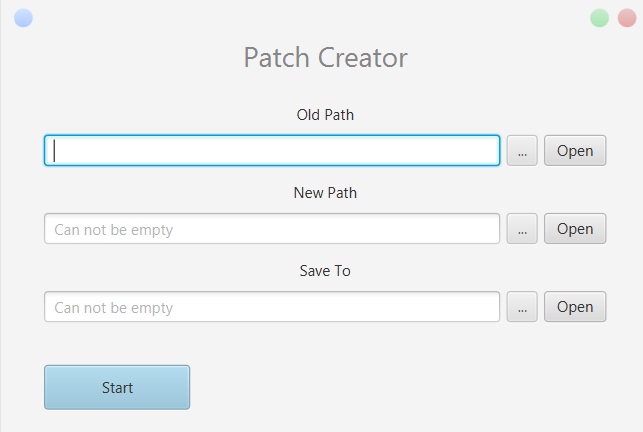 Patch Creator
Old Path
... Open
New Path
Can not be empty ... Open
Save To
Can not be empty ... Open
Start